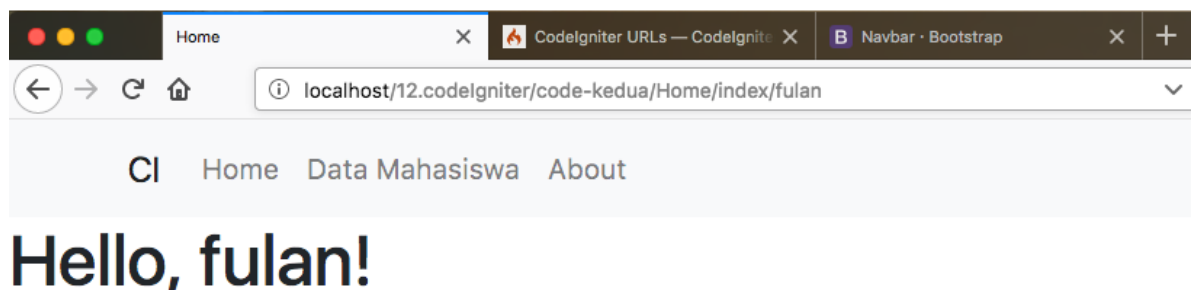 Home
CodeIgniter URLs — CodeIgnite
B Navbar · Bootstrap
localhost/12.codeIgniter/code-kedua/Home/index/fulan
CI Home Data Mahasiswa About
Hello, fulan!